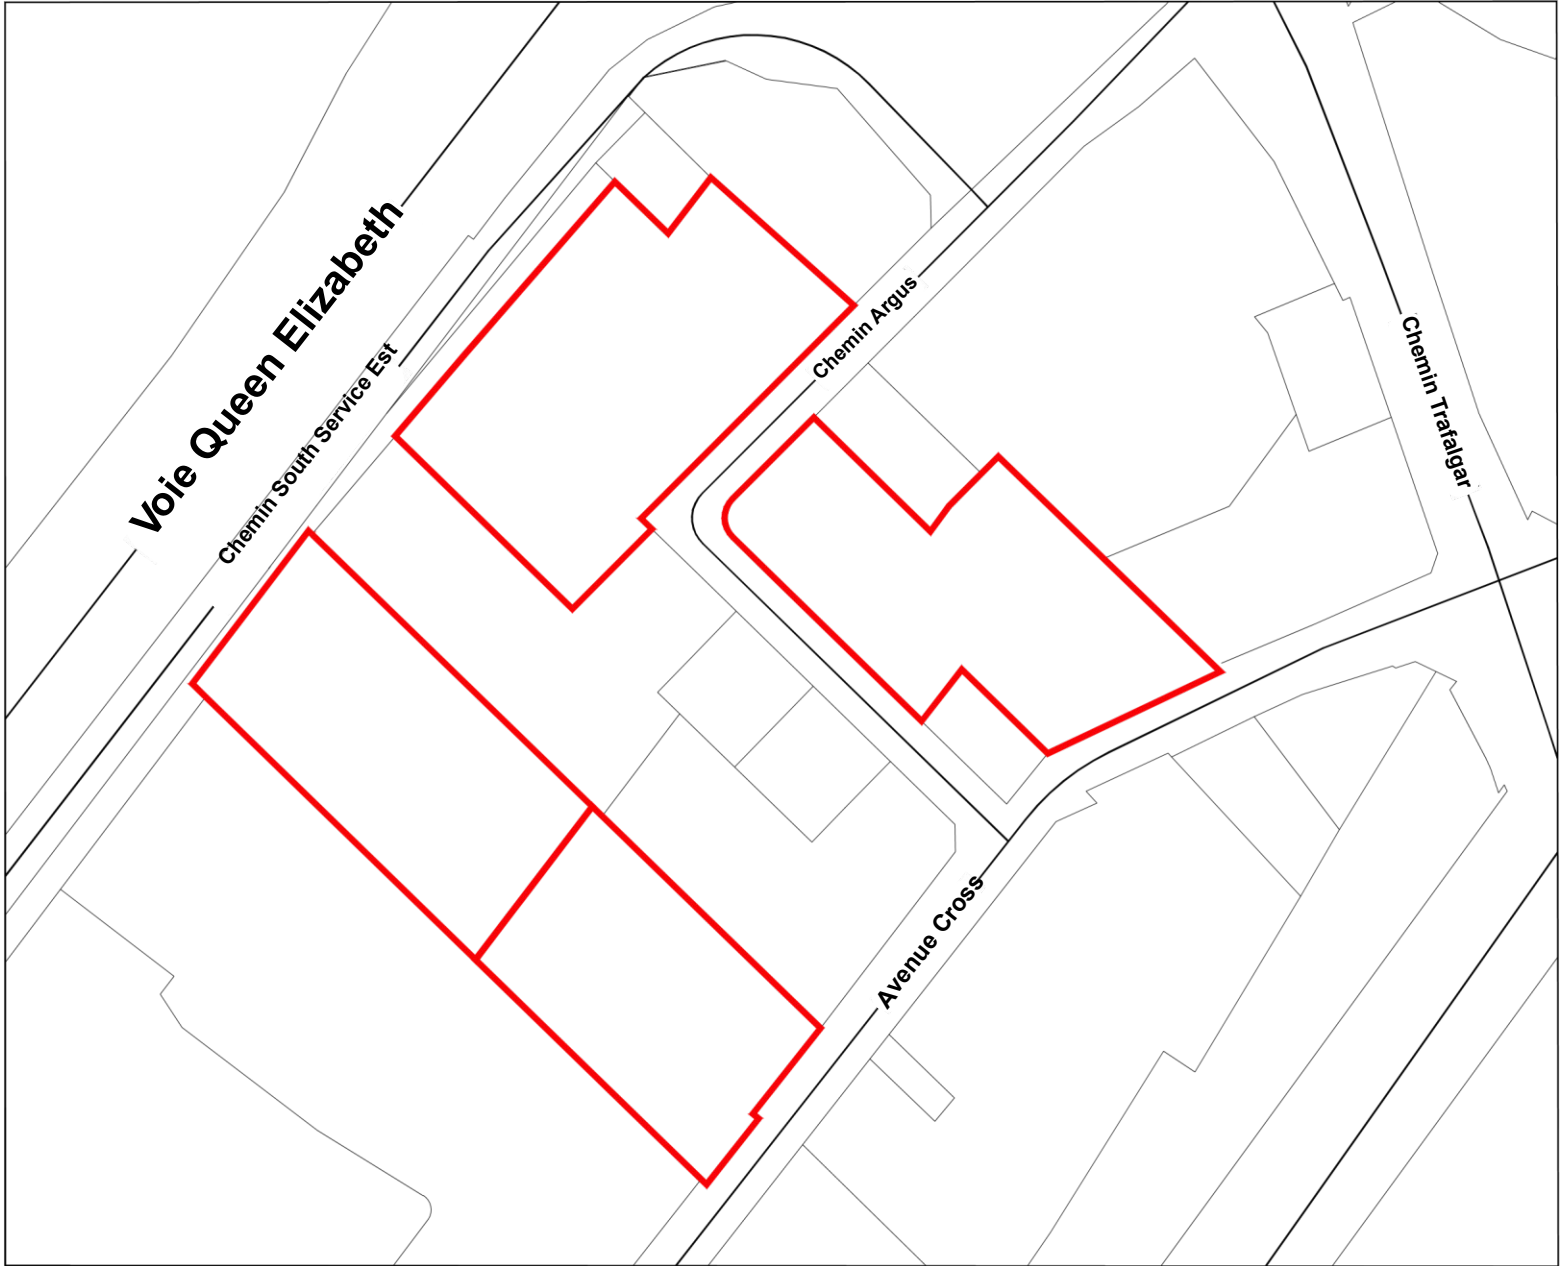 Voie Queen Elizabeth
Chemin South Service Est
Chemin Argus
Chemin Trafalgar
Avenue Cross